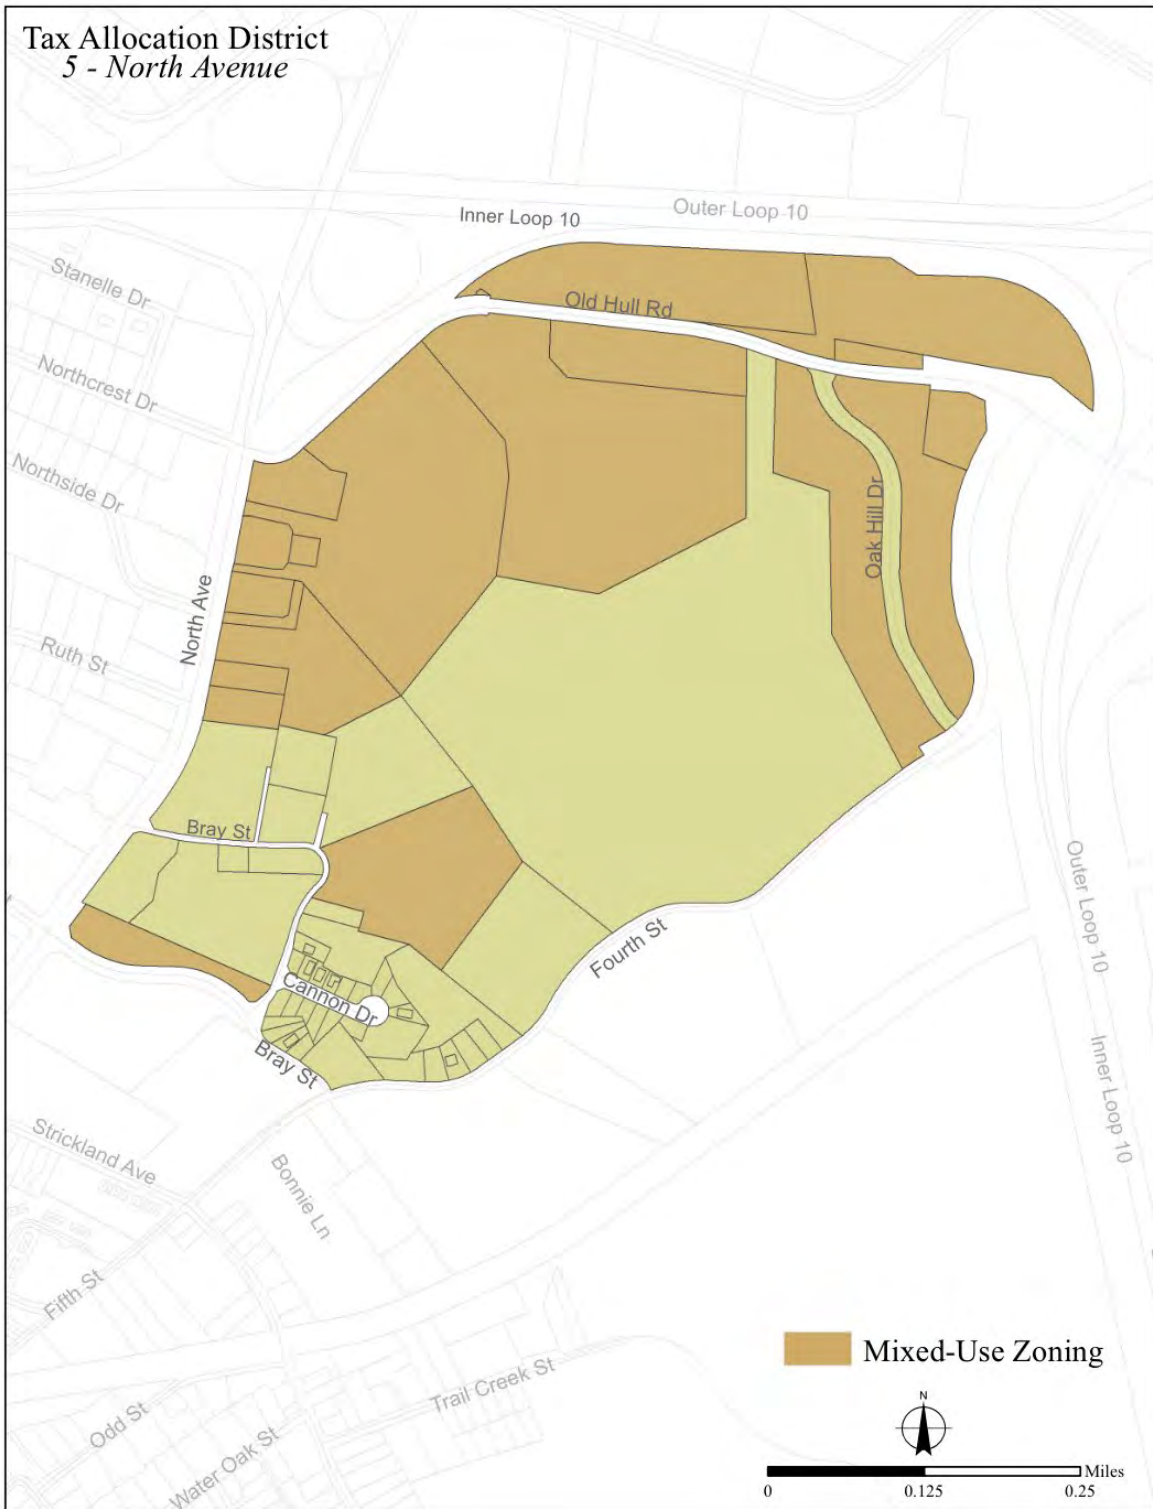 Tax Allocation District
5 - North Avenue
Outer Loop 10
Inner Loop 10
Stanelle Dr
Old Hull Rd
Northcrest Dr
Northside Dr
Oak Hill Dr
North Ave
Ruth St
Bray St
Outer Loop 10
Fourth St
Cannon Dr
Bray St
Inner Loop 10
Strickland Ave
Bonnie Ln
Fifth St
Mixed-Use Zoning
Trail Creek St
Odd St
Water Oak St
N
Miles
0 0.125 0.25